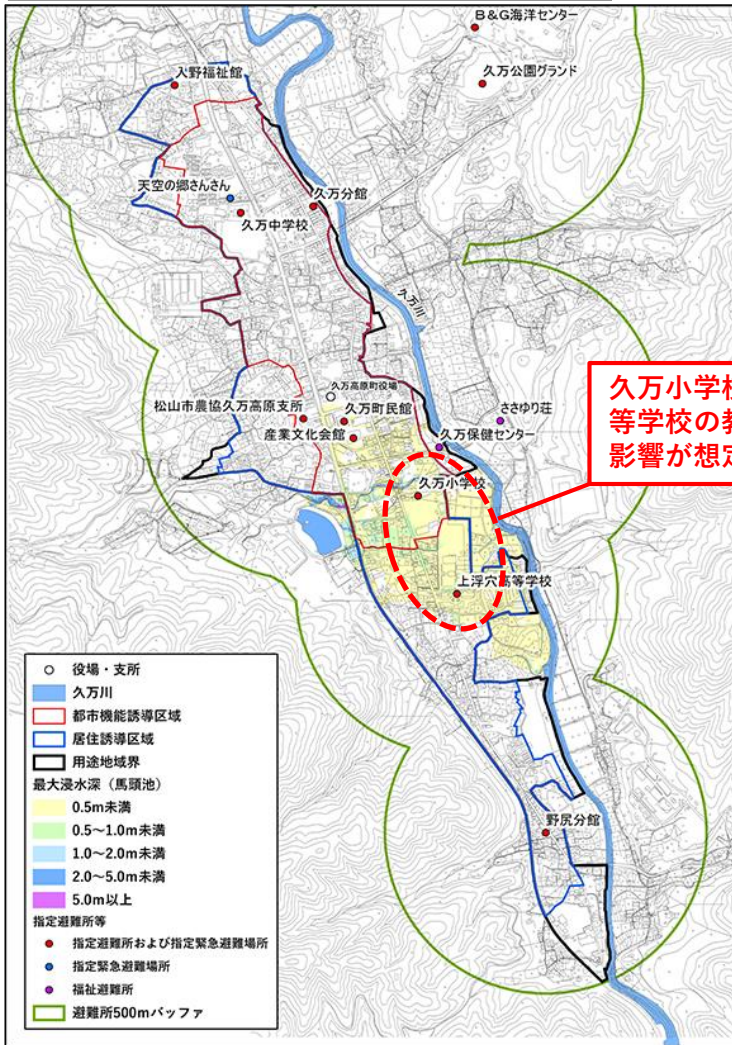 B&G海洋センター
入野福祉館
久万公園グランド
天空の郷さんさん
久万分館
久万中学校
久万川
久万高原町役場
松山市農協久万高原支所
久万町民館
ささゆり荘
産業文化会館
久万保健センター
久万小学校
等学校の教
影響が想定
久万小学校
上浮穴高等学校
野尻分館
役場・支所
久万川
都市機能誘導区域
居住誘導区域
用途地域界
最大浸水深（馬頭池）
0.5m未満
0.5～1.0m未満
1.0～2.0m未満
2.0～5.0m未満
5.0m以上
指定避難所等
指定避難所および指定緊急避難場所
指定緊急避難場所
福祉避難所
避難所500mバッファ